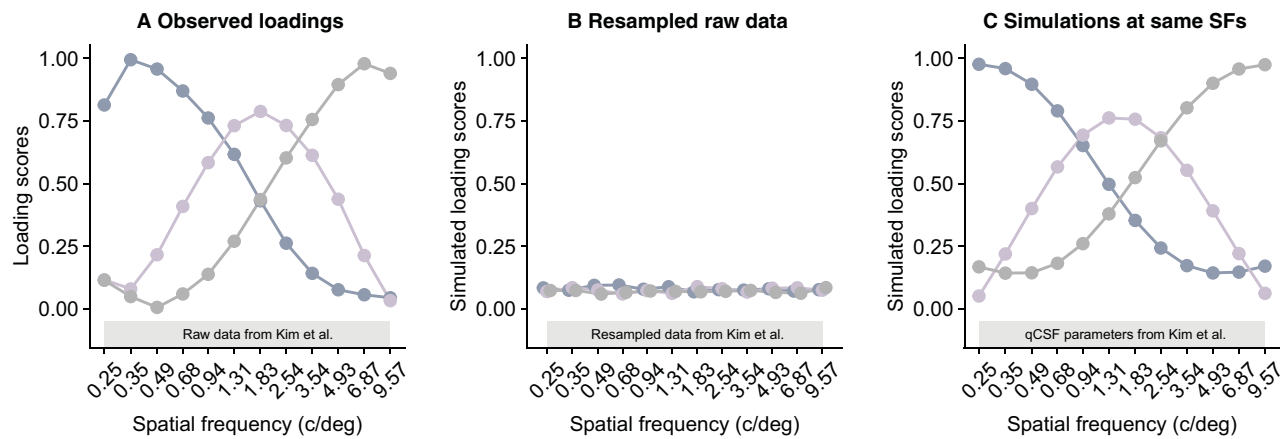 A Observed loadings
Loading scores
1.00
0.75
0.50
0.25
0.00
Raw data from Kim et al.
0.25 0.35 0.49 0.68 0.94 1.31 1.83 2.54 3.54 4.93 6.87 9.57
Spatial frequency (c/deg)
B Resampled raw data
Simulated loading scores
1.00
0.75
0.50
0.25
0.00
Resampled data from Kim et al.
0.25 0.35 0.49 0.68 0.94 1.31 1.83 2.54 3.54 4.93 6.87 9.57
Spatial frequency (c/deg)
C Simulations at same SFs
Simulated loading scores
1.00
0.75
0.50
0.25
0.00
qCSF parameters from Kim et al.
0.25 0.35 0.49 0.68 0.94 1.31 1.83 2.54 3.54 4.93 6.87 9.57
Spatial frequency (c/deg)